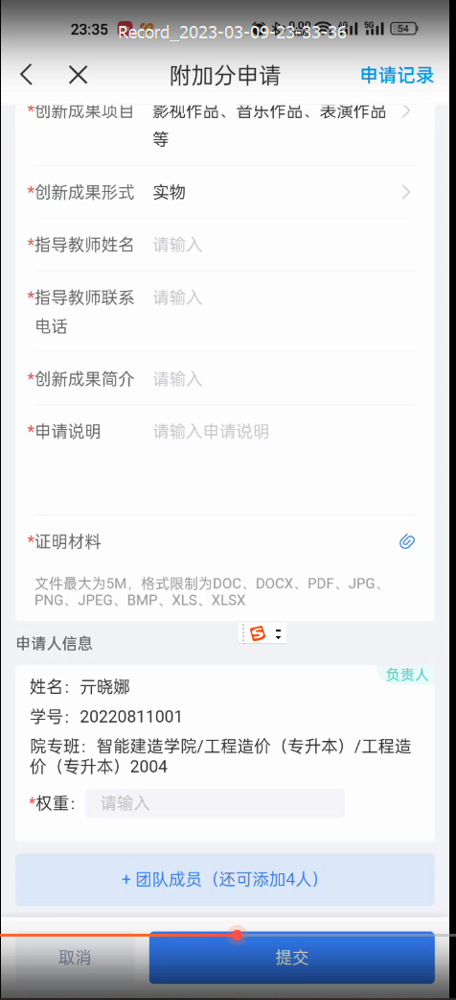 23:35
Record_2023-03-09-23-33-36
54
附加分申请
申请记录
*创新成果项目 影视作品、音乐作品、表演作品
等
*创新成果形式 实物
*指导教师姓名 请输入
*指导教师联系 请输入
电话
*创新成果简介 请输入
*申请说明 请输入申请说明
*证明材料
文件最大为5M，格式限制为DOC、DOCX、PDF、JPG、
PNG、JPEG、BMP、XLS、XLSX
申请人信息
负责人
姓名：亓晓娜
学号：20220811001
院专班：智能建造学院/工程造价（专升本）/工程造
价（专升本）2004
*权重： 请输入
+ 团队成员（还可添加4人）
取消 提交